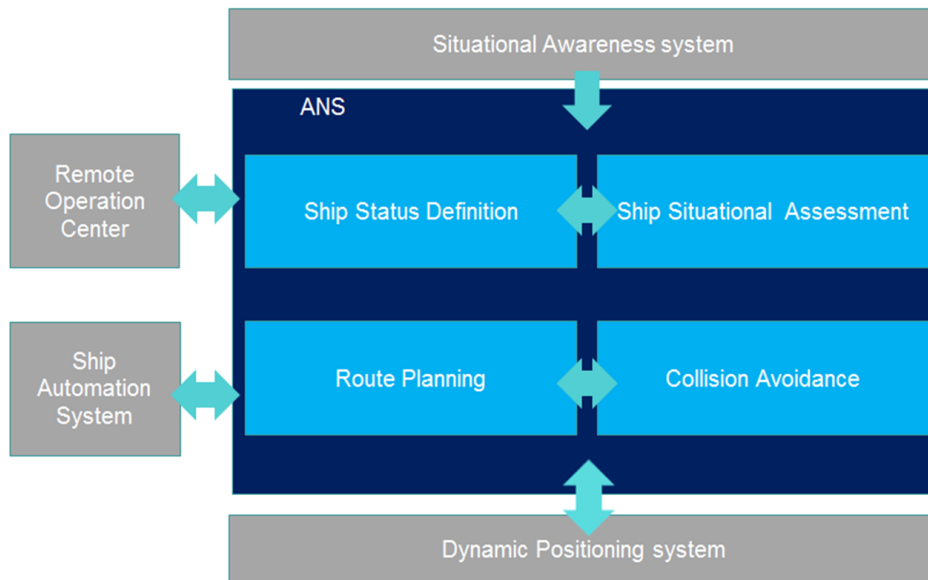 Situational Awareness system
ANS
Remote
Operation
Center
Ship Status Definition
Ship Situational Assessment
Ship
Automation
System
Route Planning
Collision Avoidance
Dynamic Positioning system